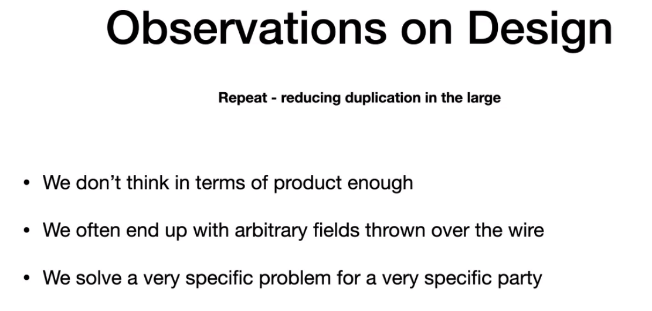 Observations on Design
Repeat - reducing duplication in the large
• We don’t think in terms of product enough
• We often end up with arbitrary fields thrown over the wire
• We solve a very specific problem for a very specific party